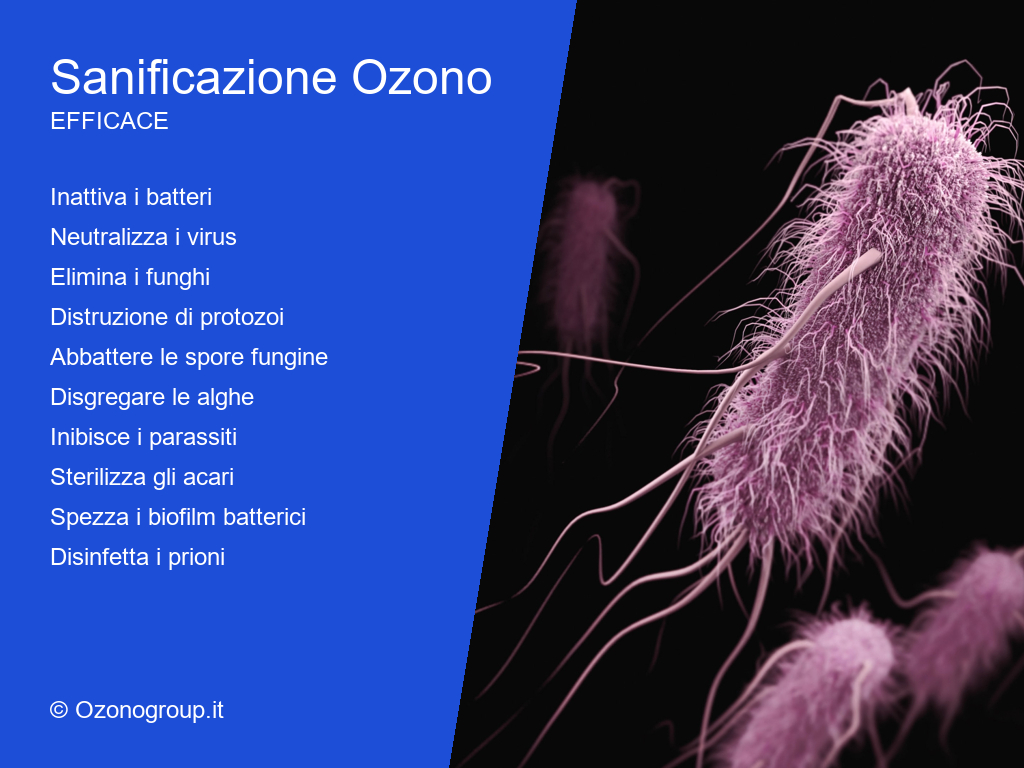 Sanificazione Ozono
EFFICACE
Inattiva i batteri
Neutralizza i virus
Elimina i funghi
Distruzione di protozoi
Abbattere le spore fungine
Disgregare le alghe
Inibisce i parassiti
Sterilizza gli acari
Spezza i biofilm batterici
Disinfetta i prioni
© Ozonogroup.it